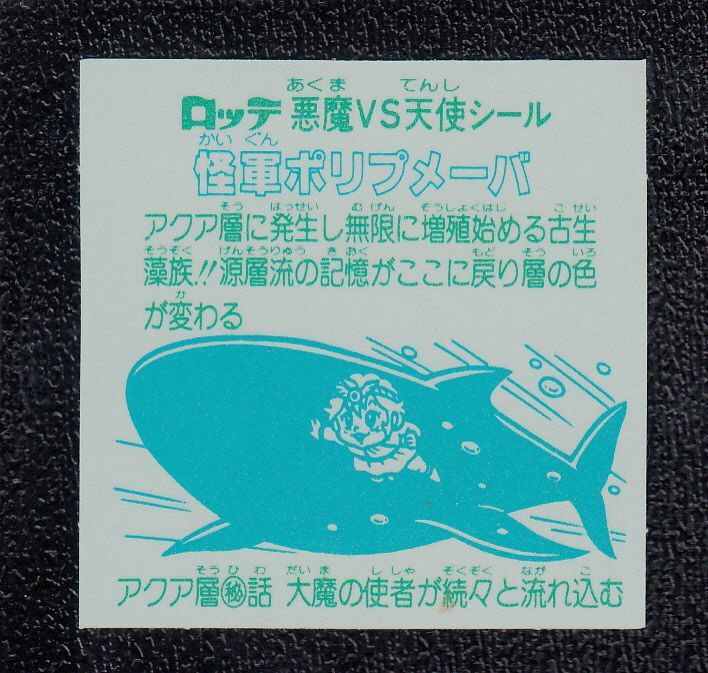 あくま てんし
ロッテ 悪魔VS天使シール
かい ぐん
怪軍ポリプメーバ
そう はっせい むげん ぞうしょくはじ こせい
アクア層に発生し無限に増殖始める古生
そうぞく げんそうりゅう きおく もど そう いろ
藻族!!源層流の記憶がここに戻り層の色
か
が変わる
そうひわ だいま ししゃ ぞくぞく なが こ
アクア層㊙話 大魔の使者が続々と流れ込む